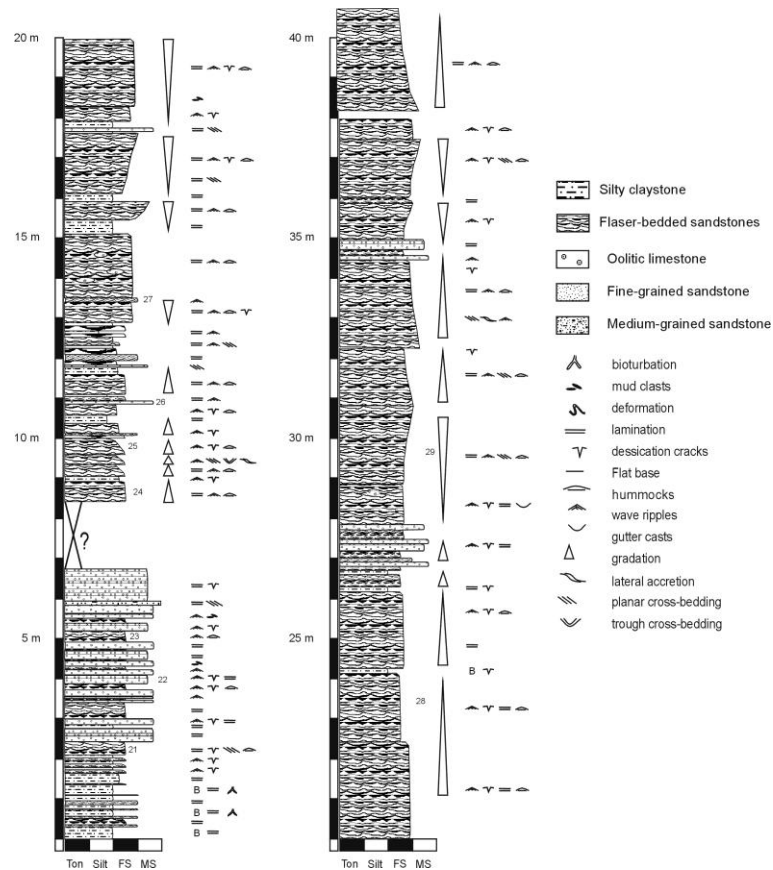 20 m
15 m
27
26
10 m
25
24
?
5 m
23
22
21
B
B
B
Ton Silt FS MS
40 m
35 m
30 m
29
25 m
B
28
Ton Silt FS MS
Silty claystone
Flaser-bedded sandstones
Oolitic limestone
Fine-grained sandstone
Medium-grained sandstone
bioturbation
mud clasts
deformation
lamination
dessication cracks
Flat base
hummocks
wave ripples
gutter casts
gradation
lateral accretion
planar cross-bedding
trough cross-bedding